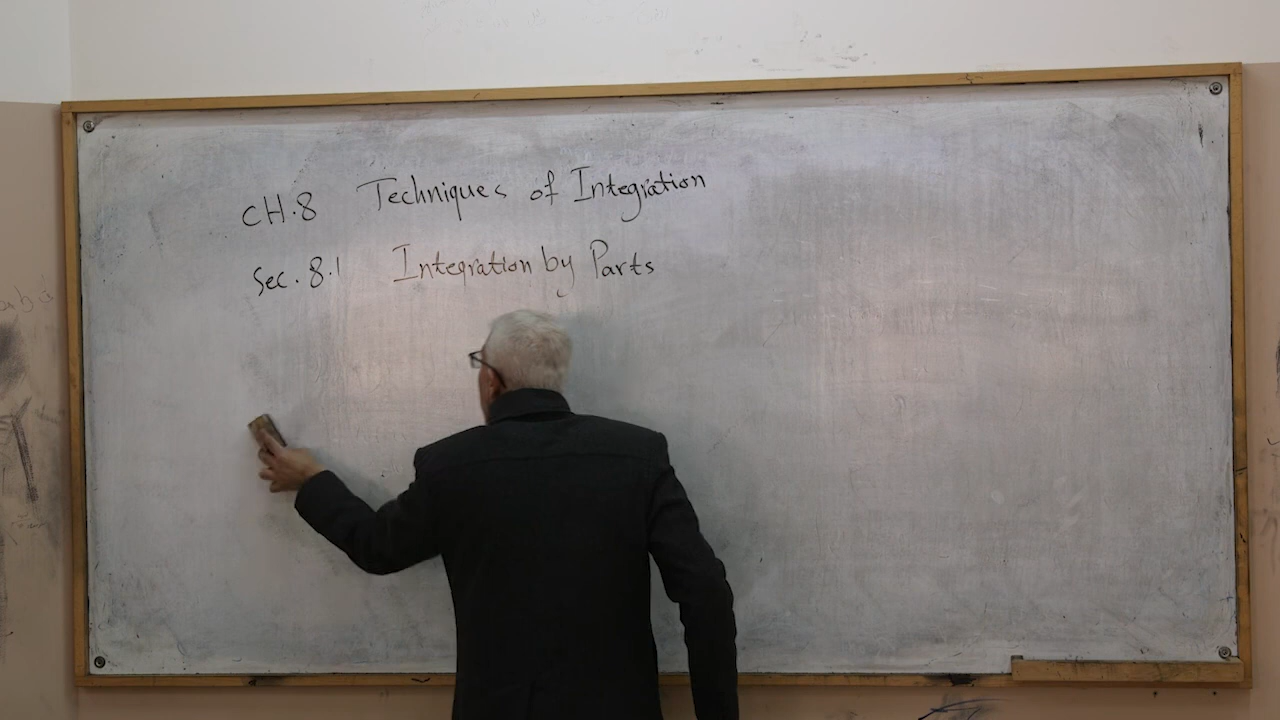 CH.8 Techniques of Integration
Sec. 8.1 Integration by Parts